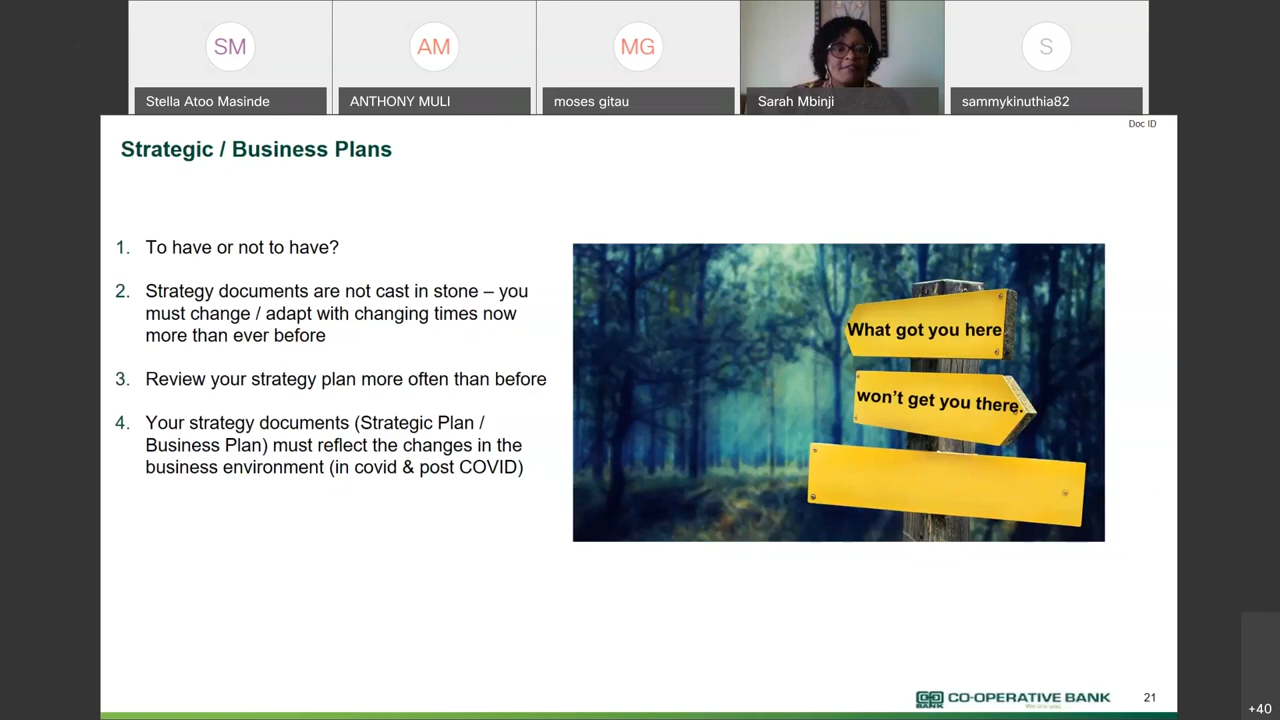 SM
AM
MG
S
Stella Atoo Masinde
ANTHONY MULI
moses gitau
Sarah Mbinji
sammykinuthia82
Doc ID
Strategic / Business Plans
1. To have or not to have?
2. Strategy documents are not cast in stone – you
must change / adapt with changing times now
more than ever before
3. Review your strategy plan more often than before
4. Your strategy documents (Strategic Plan /
Business Plan) must reflect the changes in the
business environment (in covid & post COVID)
What got you here
won't get you there.
CO-OPERATIVE BANK
BANK
We are you
21
+40